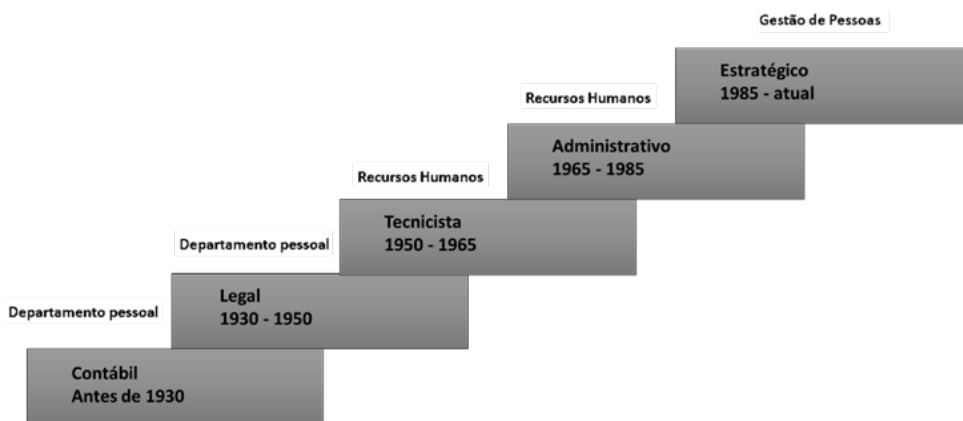 Gestão de Pessoas
Estratégico
1985 - atual
Recursos Humanos
Administrativo
1965 - 1985
Recursos Humanos
Tecnicista
1950 - 1965
Departamento pessoal
Legal
1930 - 1950
Departamento pessoal
Contábil
Antes de 1930